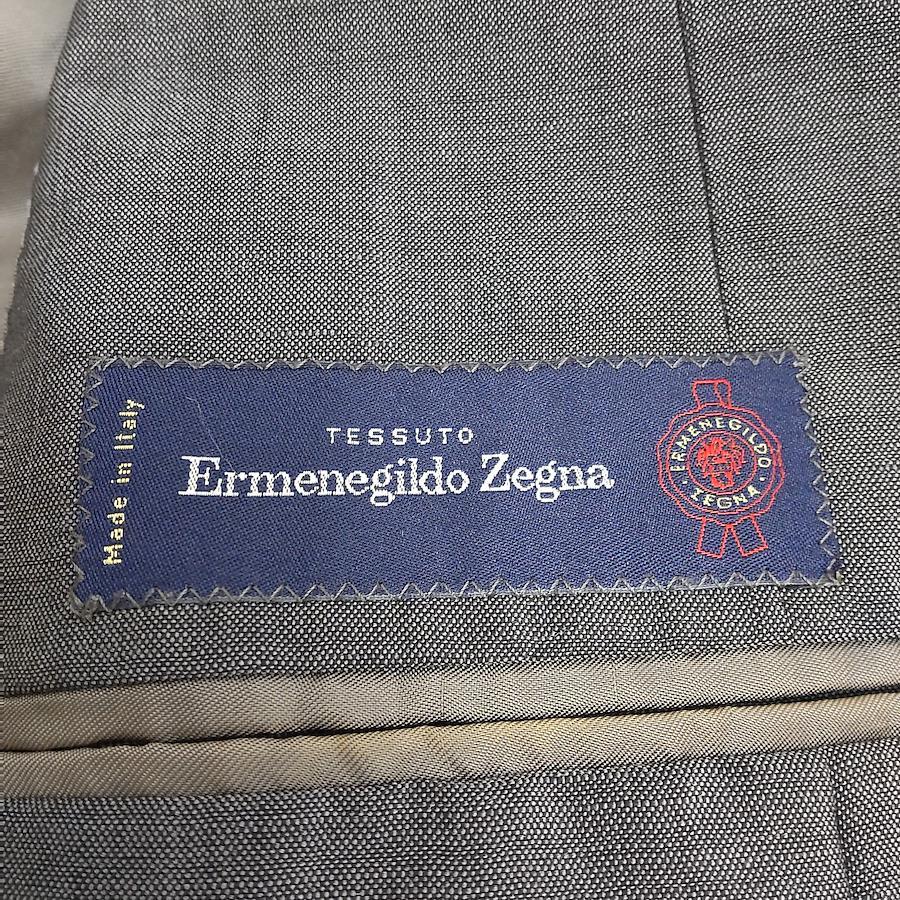 Made in Italy
TESSUTO
Ermenegildo Zegna
ERMENEGILDO
ZEGNA